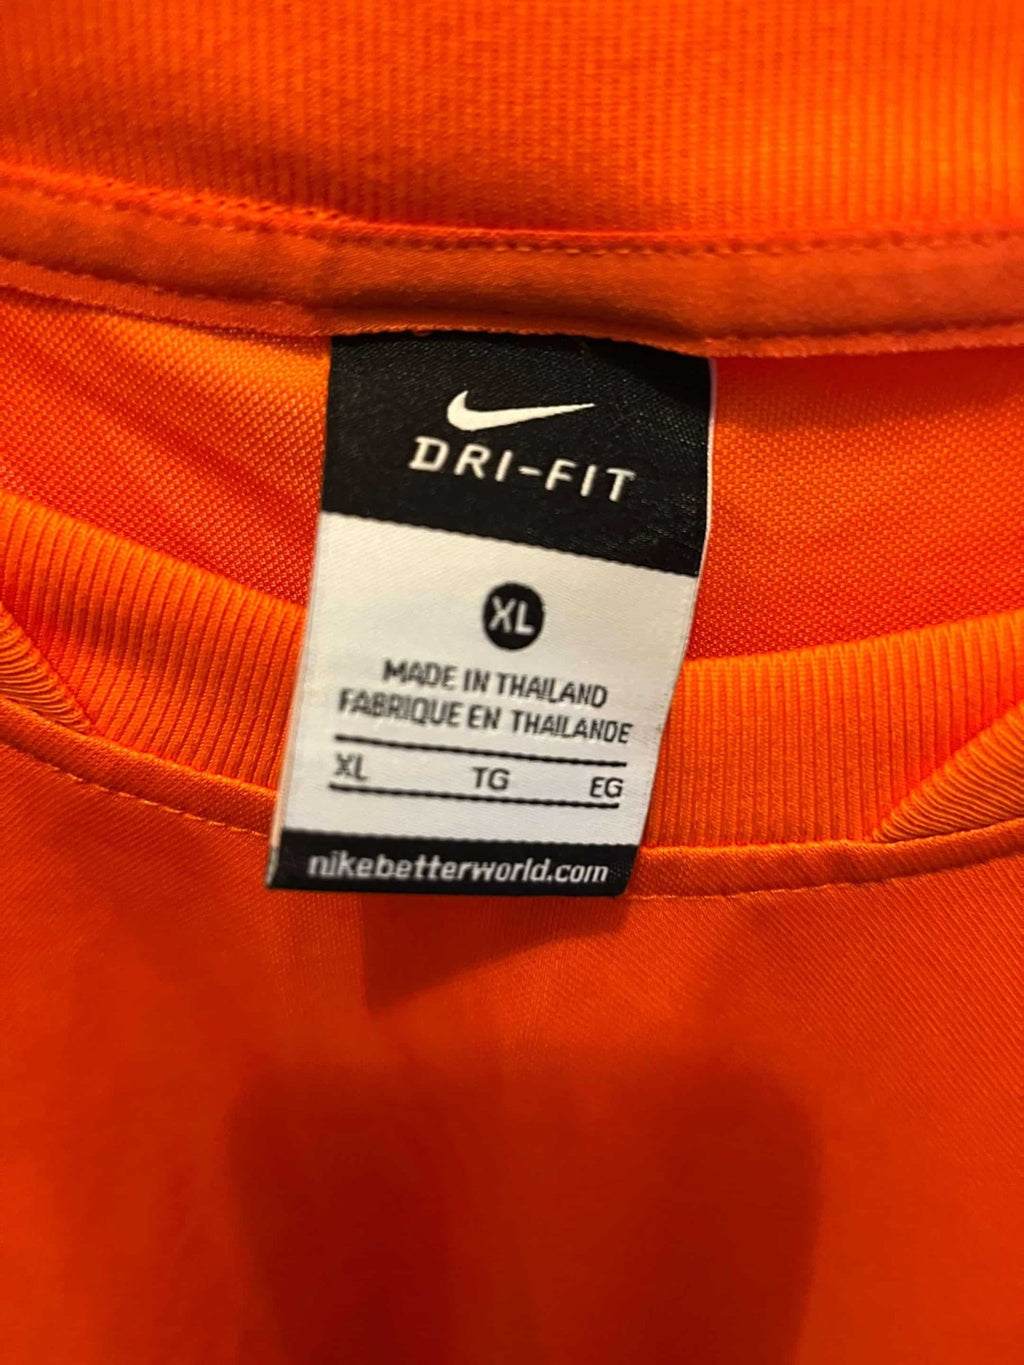 DRI-FIT
XL
MADE IN THAILAND
FABRIQUE EN THAILANDE
XL TG EG
nikebetterworld.com